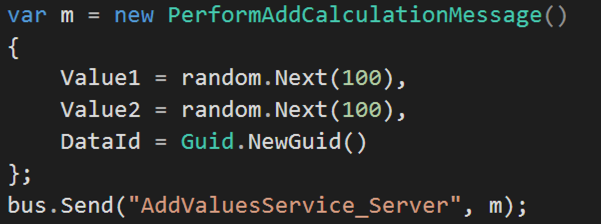 var m = new PerformAddCalculationMessage()
{
    Value1 = random.Next(100),
    Value2 = random.Next(100),
    DataId = Guid.NewGuid()
};
bus.Send("AddValuesService_Server", m);